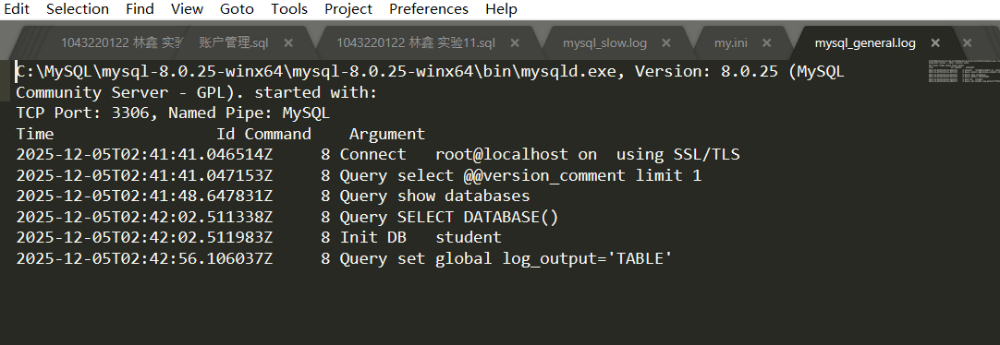 Edit Selection Find View Goto Tools Project Preferences Help
1043220122 林鑫 实验 账户管理.sql × 1043220122 林鑫 实验11.sql × mysql_slow.log × my.ini × mysql_general.log × ×
C:\MySQL\mysql-8.0.25-winx64\mysql-8.0.25-winx64\bin\mysqld.exe, Version: 8.0.25 (MySQL
Community Server - GPL). started with:
TCP Port: 3306, Named Pipe: MySQL
Time                 Id Command    Argument
2025-12-05T02:41:41.046514Z     8 Connect   root@localhost on  using SSL/TLS
2025-12-05T02:41:41.047153Z     8 Query select @@version_comment limit 1
2025-12-05T02:41:48.647831Z     8 Query show databases
2025-12-05T02:42:02.511338Z     8 Query SELECT DATABASE()
2025-12-05T02:42:02.511983Z     8 Init DB   student
2025-12-05T02:42:56.106037Z     8 Query set global log_output='TABLE'